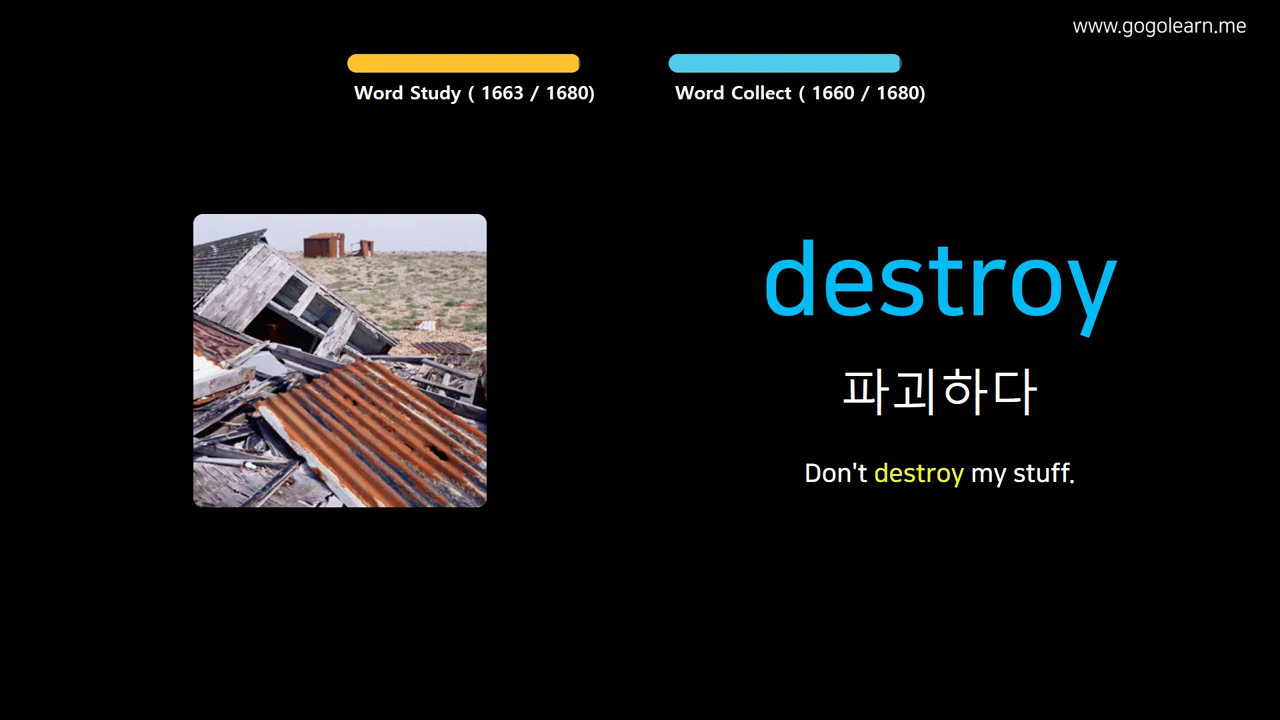 www.gogolearn.me
Word Study ( 1663 / 1680)
Word Collect ( 1660 / 1680)
destroy
파괴하다
Don't destroy my stuff.